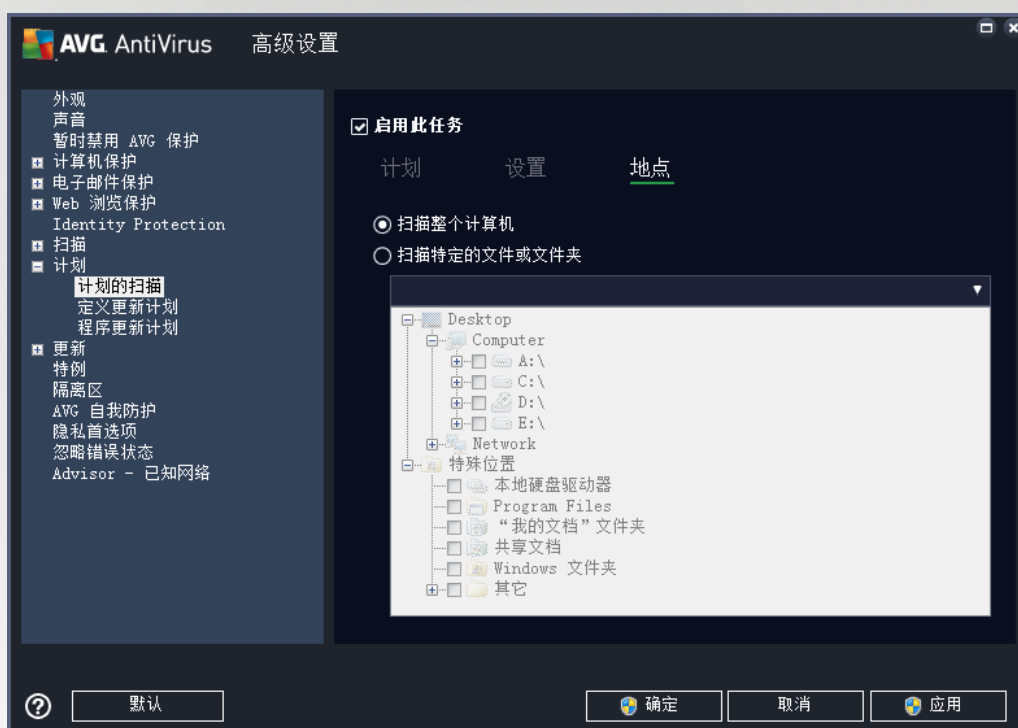 AVG. AntiVirus 高级设置
外观
声音
暂时禁用 AVG 保护
计算机保护
电子邮件保护
Web 浏览保护
Identity Protection
扫描
计划
计划的扫描
定义更新计划
程序更新计划
更新
特例
隔离区
AVG 自我防护
隐私首选项
忽略错误状态
Advisor - 已知网络
启用此任务
计划 设置 地点
扫描整个计算机
扫描特定的文件或文件夹
Desktop
Computer
A:\
C:\
D:\
E:\
Network
特殊位置
本地硬盘驱动器
Program Files
“我的文档”文件夹
共享文档
Windows 文件夹
其它
默认 确定 取消 应用